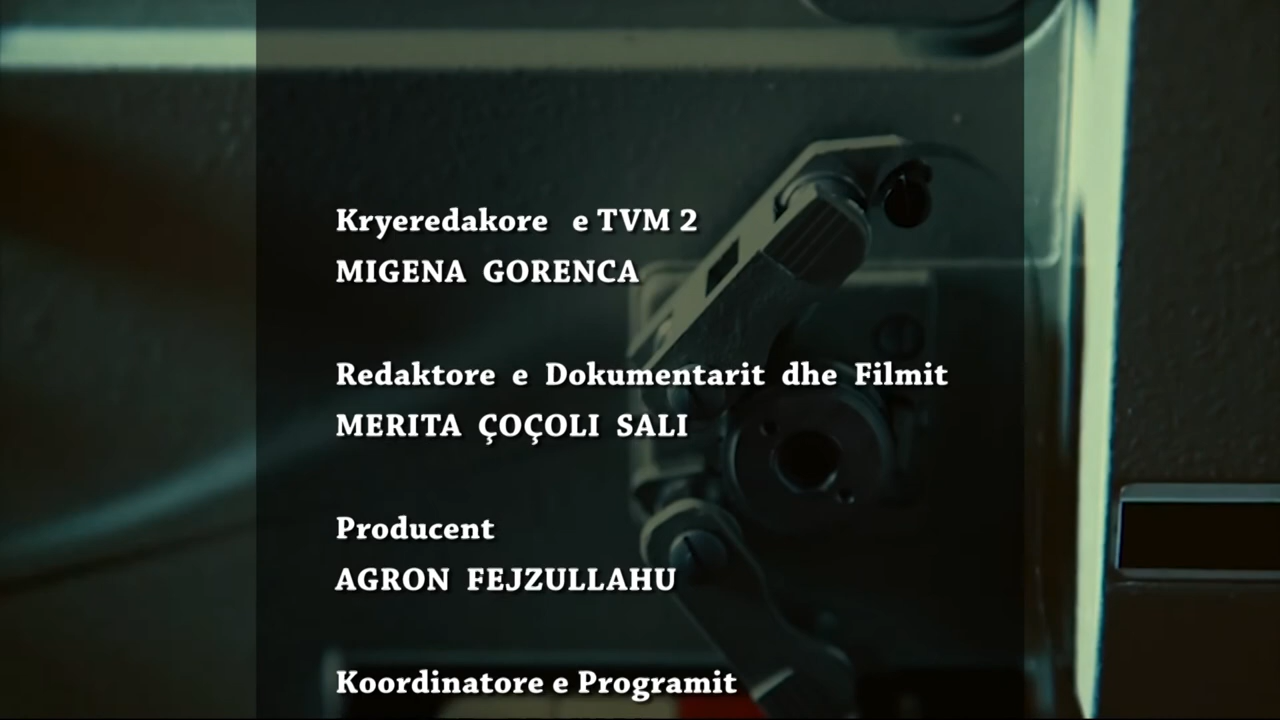 Kryeredakore e TVM 2
MIGENA GORENCA
Redaktore e Dokumentarit dhe Filmit
MERITA ÇOÇOLI SALI
Producent
AGRON FEJZULLAHU
Koordinatore e Programit